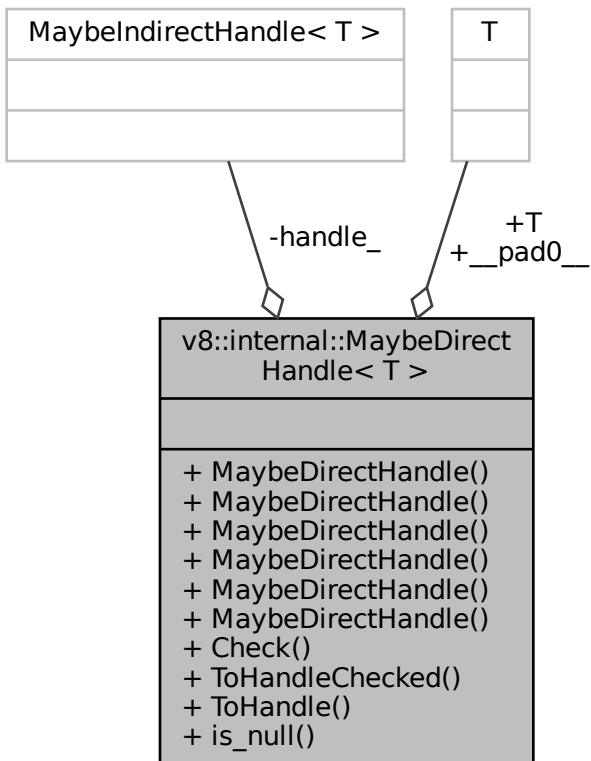 MaybeIndirectHandle< T >
T
-handle_
+T
+__pad0__
v8::internal::MaybeDirect
Handle< T >
+ MaybeDirectHandle()
+ MaybeDirectHandle()
+ MaybeDirectHandle()
+ MaybeDirectHandle()
+ MaybeDirectHandle()
+ MaybeDirectHandle()
+ Check()
+ ToHandleChecked()
+ ToHandle()
+ is_null()